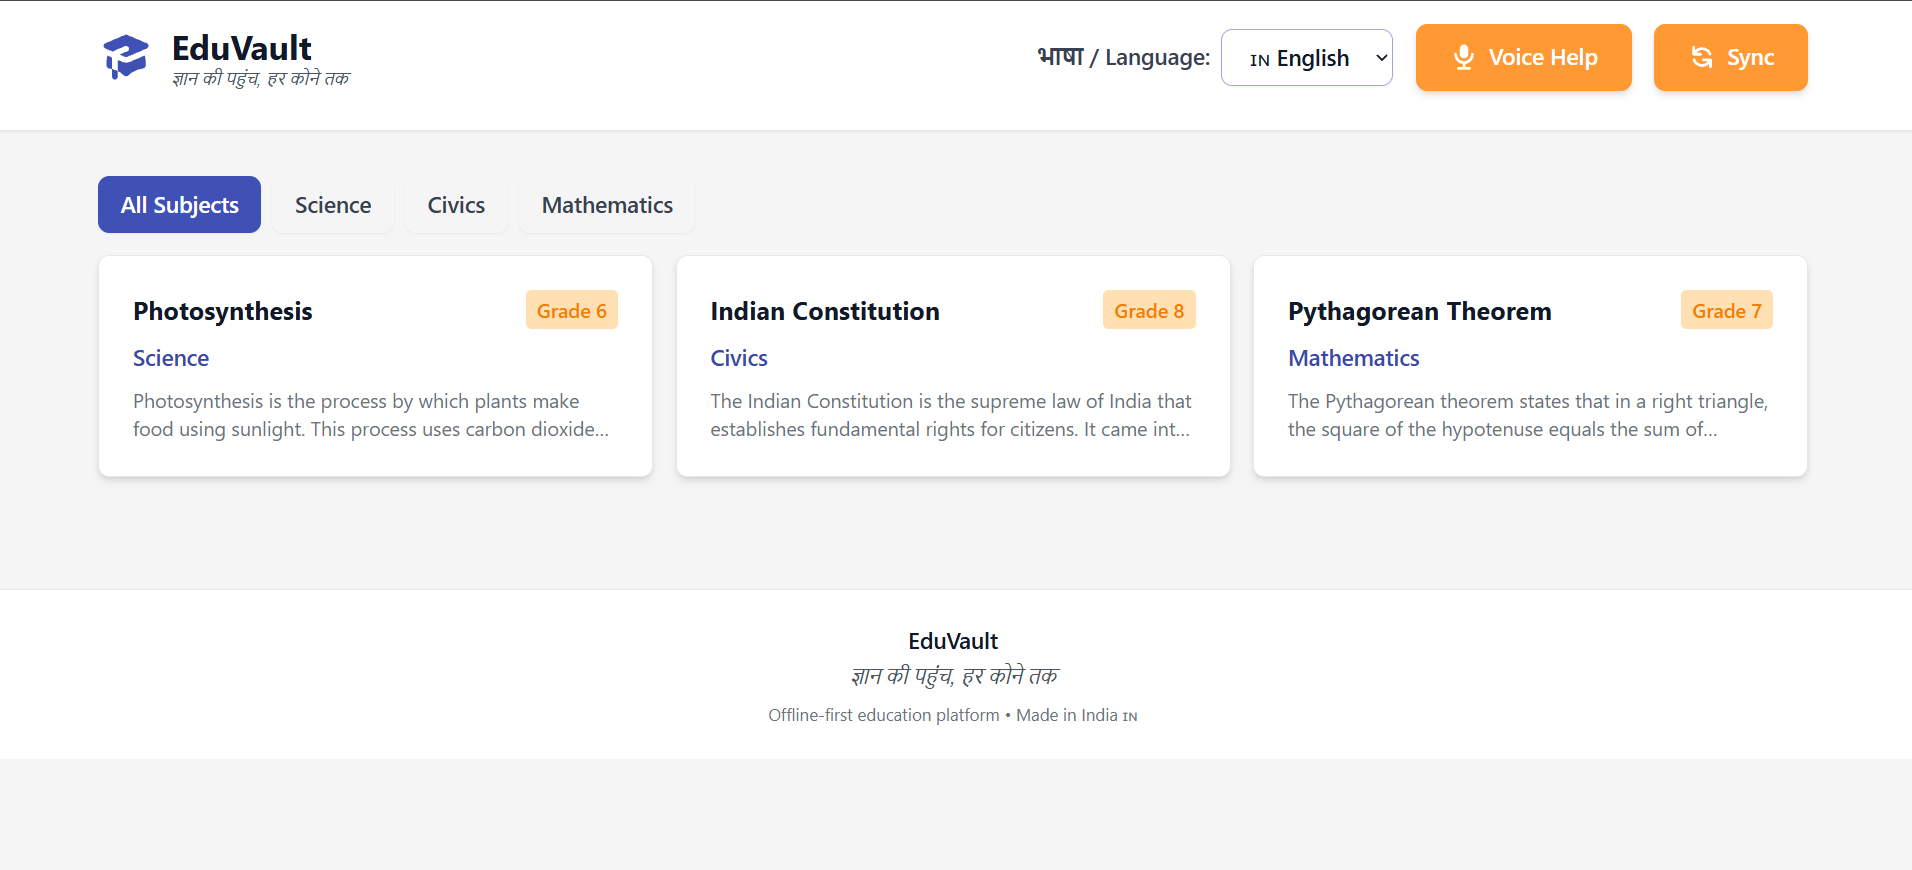 EduVault
ज्ञान की पहुंच, हर कोने तक
भाषा / Language:
IN English
Voice Help
Sync
All Subjects
Science
Civics
Mathematics
Photosynthesis
Grade 6
Science
Photosynthesis is the process by which plants make
food using sunlight. This process uses carbon dioxide...
Indian Constitution
Grade 8
Civics
The Indian Constitution is the supreme law of India that
establishes fundamental rights for citizens. It came int...
Pythagorean Theorem
Grade 7
Mathematics
The Pythagorean theorem states that in a right triangle,
the square of the hypotenuse equals the sum of...
EduVault
ज्ञान की पहुंच, हर कोने तक
Offline-first education platform • Made in India IN